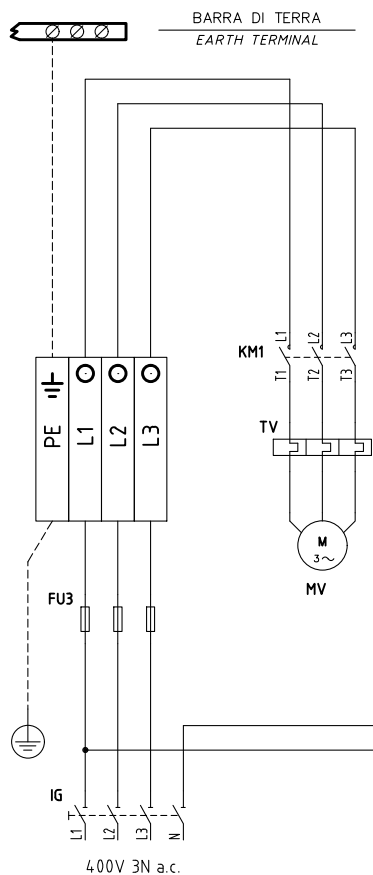 BARRA DI TERRA
EARTH TERMINAL
KM1
L1 L2 L3
T1 T2 T3
TV
PE L1 L2 L3
M
3~
MV
FU3
IG
L1 L2 L3 N
400V 3N a.c.